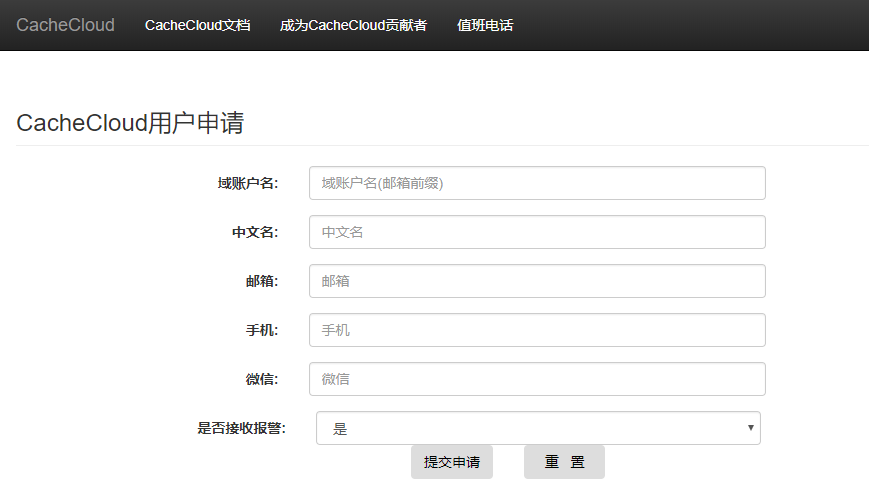 CacheCloud CacheCloud文档 成为CacheCloud贡献者 值班电话
CacheCloud用户申请
域账户名: 域账户名(邮箱前缀)
中文名: 中文名
邮箱: 邮箱
手机: 手机
微信: 微信
是否接收报警: 是
提交申请 重 置